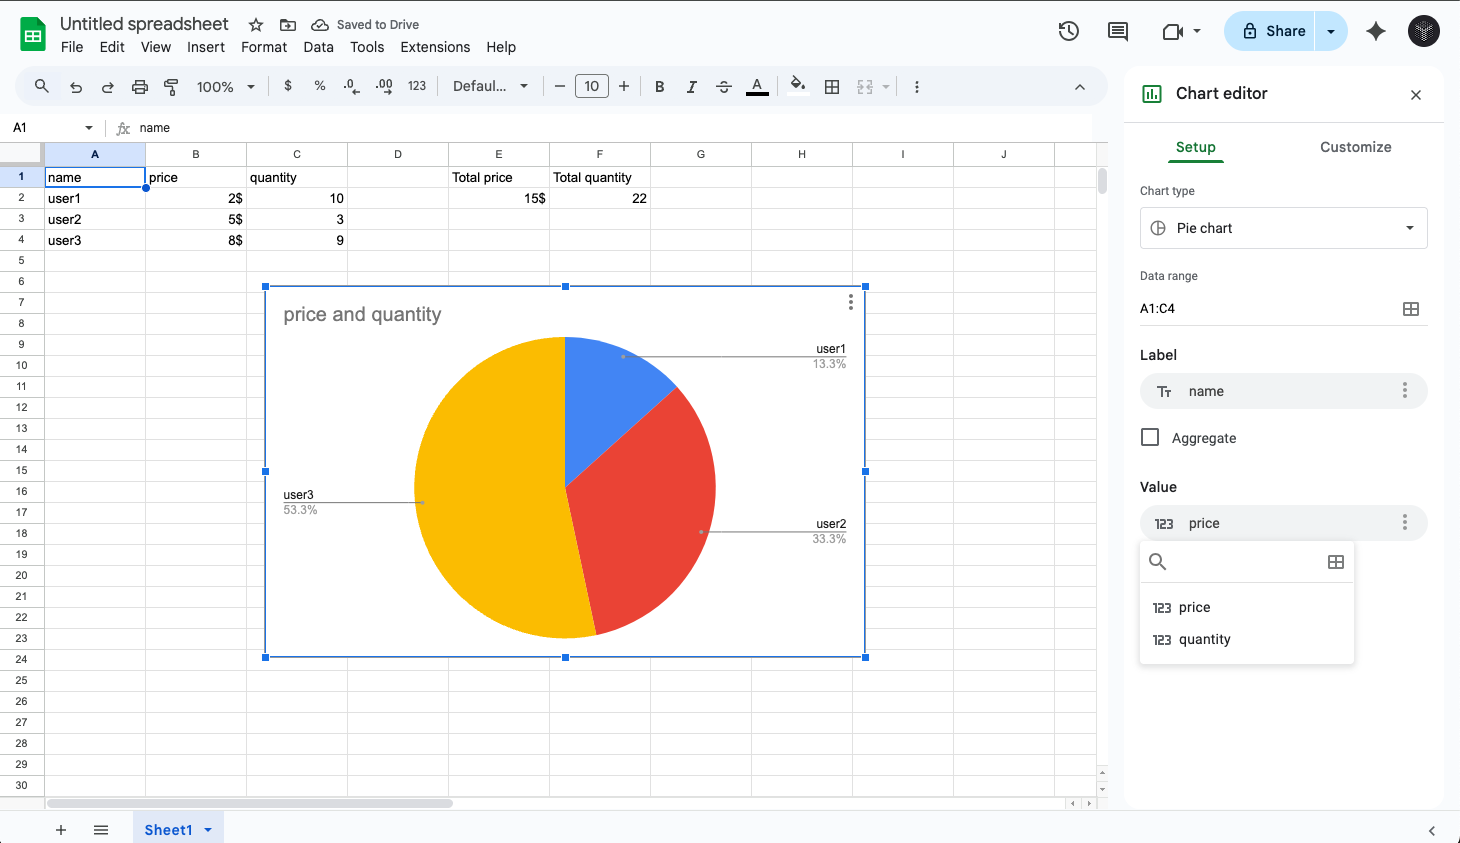 Untitled spreadsheet
Saved to Drive
File Edit View Insert Format Data Tools Extensions Help
Share
100% $ % .0 .00 123 Defaul... 10 B I S A
A1 name
A B C D E F G H I J
1 name price quantity Total price Total quantity
2 user1 2$ 10 15$ 22
3 user2 5$ 3
4 user3 8$ 9
5
6
7
8
9
10
11
12
13
14
15
16
17
18
19
20
21
22
23
24
25
26
27
28
29
30
price and quantity
user1
13.3%
user3
53.3%
user2
33.3%
Sheet1
Chart editor
Setup Customize
Chart type
Pie chart
Data range
A1:C4
Label
Tт name
Aggregate
Value
123 price
123 price
123 quantity